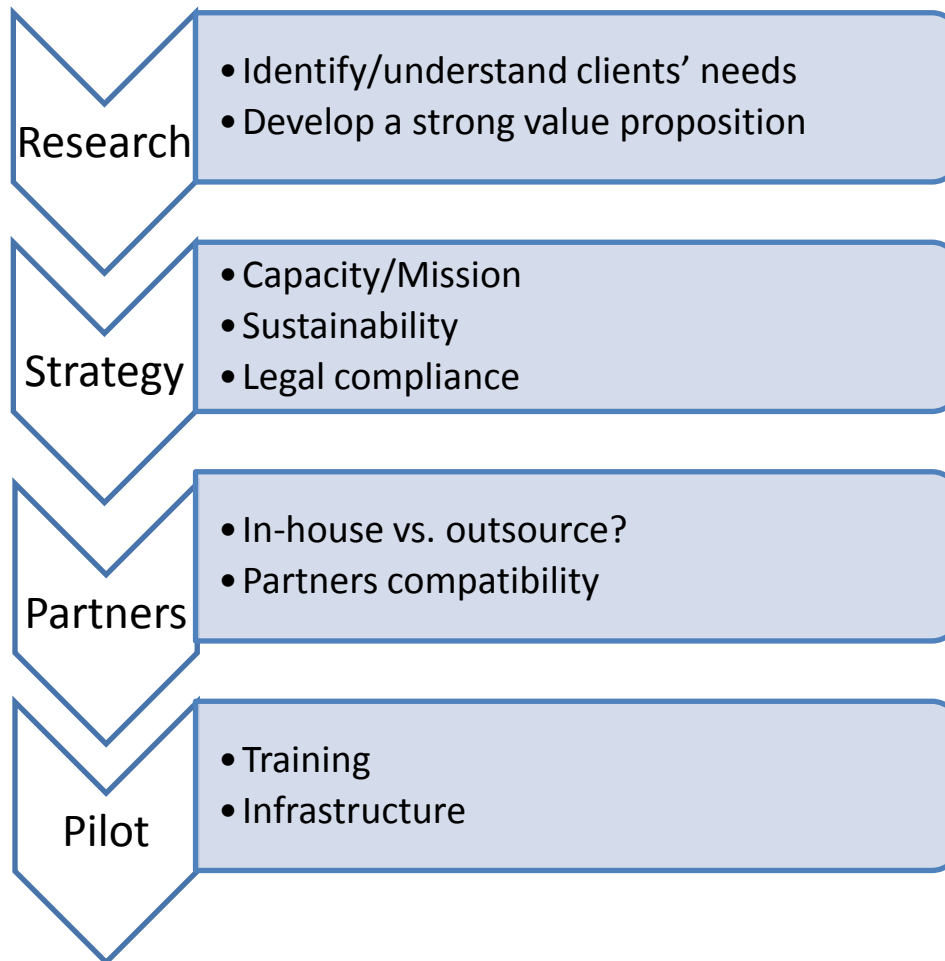 Research
• Identify/understand clients' needs
• Develop a strong value proposition
Strategy
• Capacity/Mission
• Sustainability
• Legal compliance
Partners
• In-house vs. outsource?
• Partners compatibility
Pilot
• Training
• Infrastructure